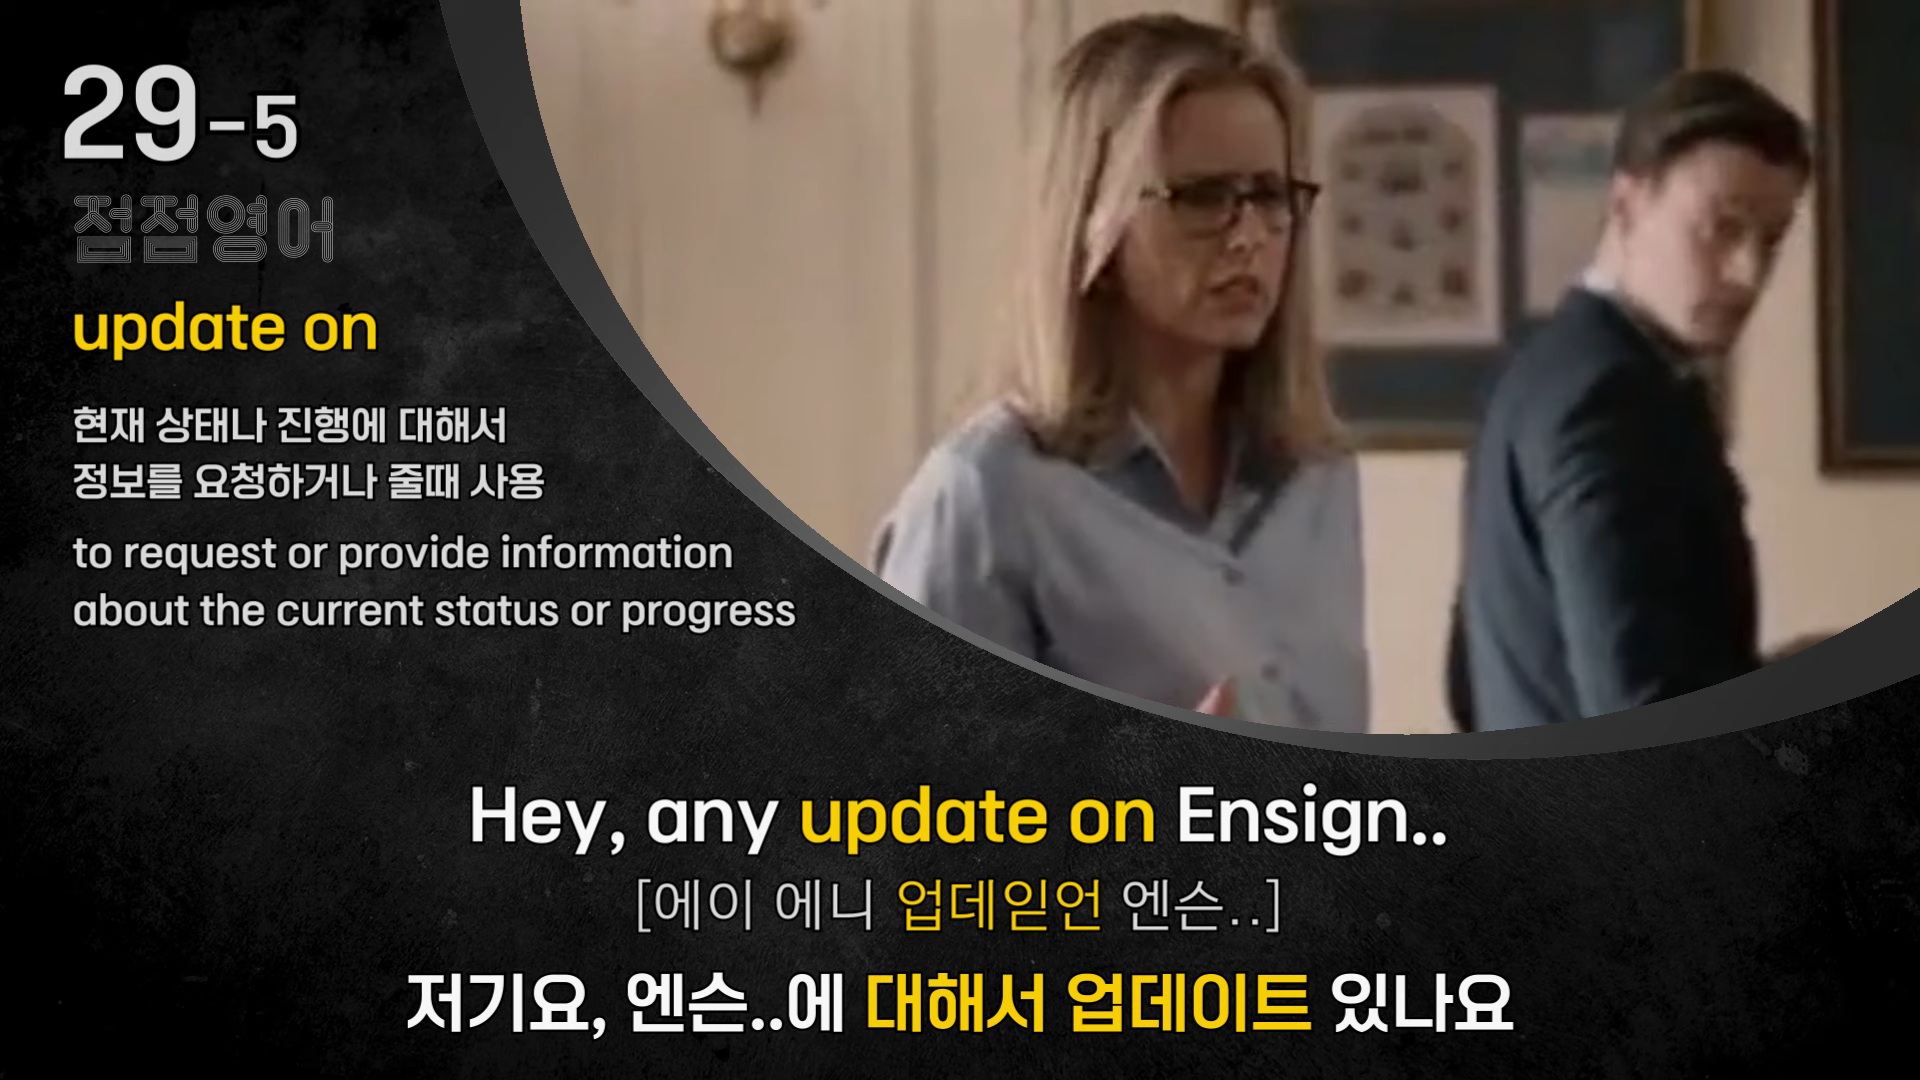 29-5
점점영어
update on
현재 상태나 진행에 대해서
정보를 요청하거나 줄때 사용
to request or provide information
about the current status or progress
Hey, any update on Ensign..
[에이 에니 업데읻언 엔슨..]
저기요, 엔슨..에 대해서 업데이트 있나요